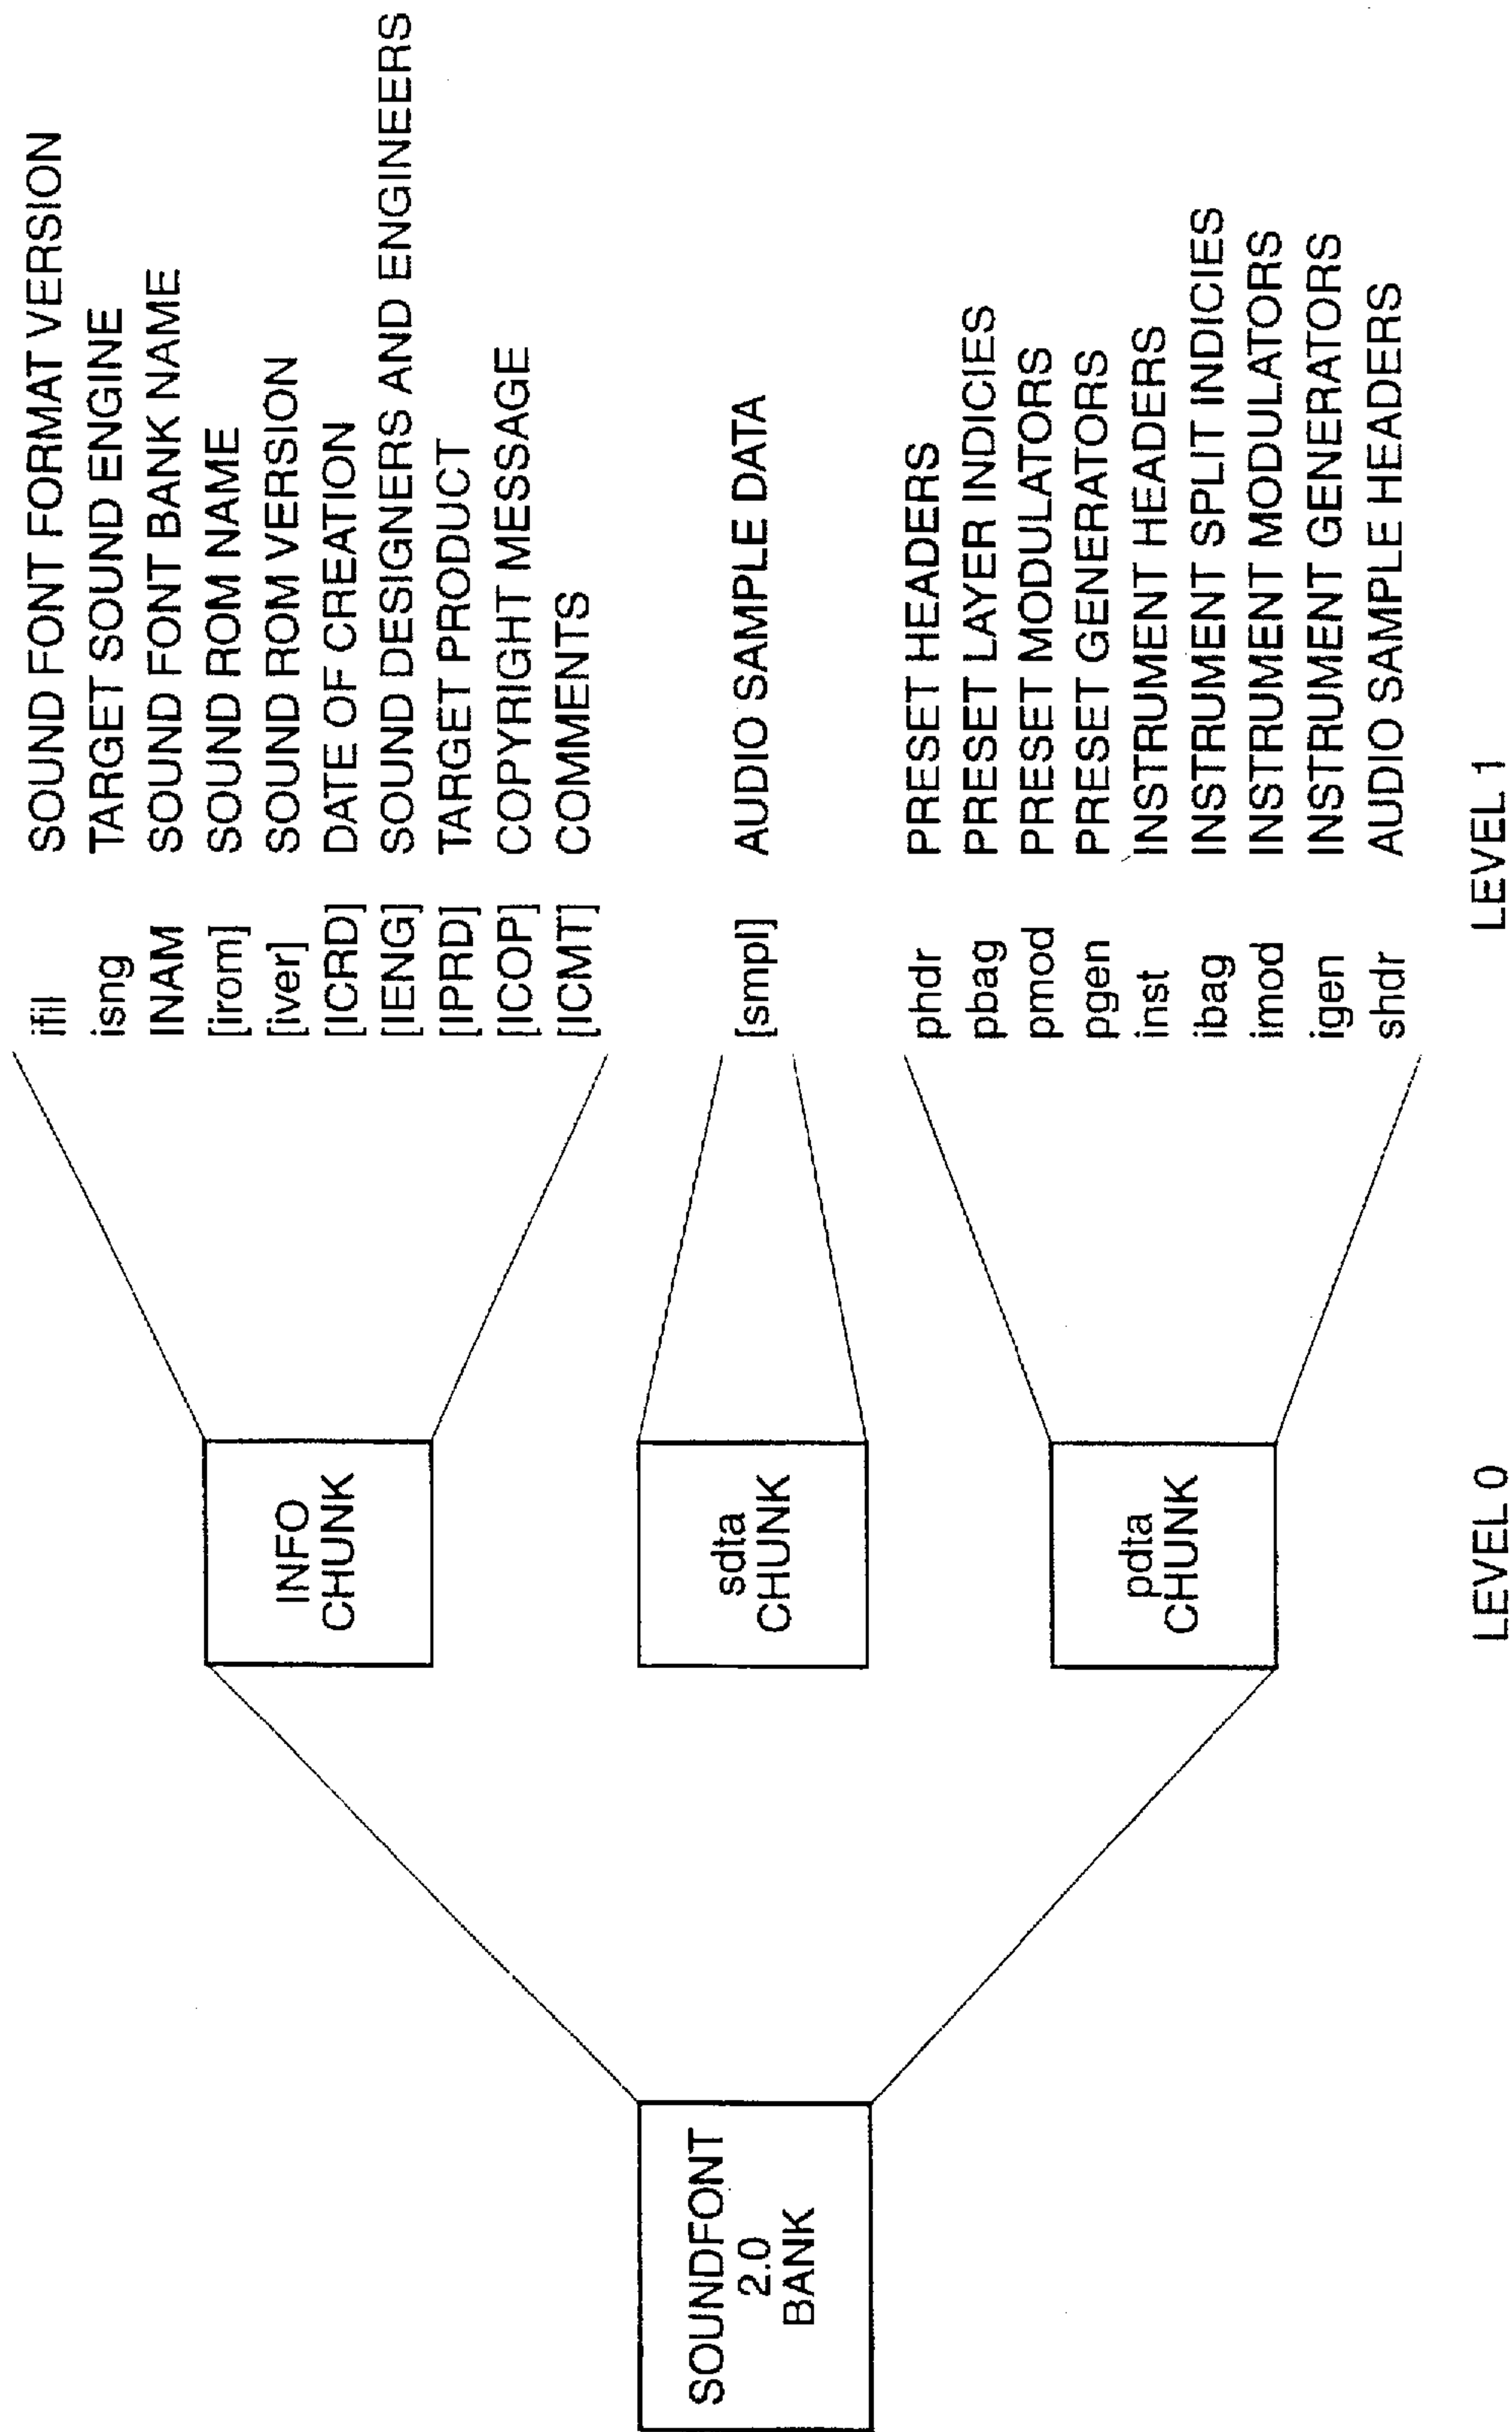 SOUNDFONT
2.0
BANK
INFO
CHUNK
sdta
CHUNK
pdta
CHUNK
LEVEL 0
ifil SOUND FONT FORMAT VERSION
isng TARGET SOUND ENGINE
INAM SOUND FONT BANK NAME
[irom] SOUND ROM NAME
[iver] SOUND ROM VERSION
[ICRD] DATE OF CREATION
[IENG] SOUND DESIGNERS AND ENGINEERS
[IPRD] TARGET PRODUCT
[ICOP] COPYRIGHT MESSAGE
[ICMT] COMMENTS
[smpl] AUDIO SAMPLE DATA
phdr PRESET HEADERS
pbag PRESET LAYER INDICIES
pmod PRESET MODULATORS
pgen PRESET GENERATORS
inst INSTRUMENT HEADERS
ibag INSTRUMENT SPLIT INDICIES
imod INSTRUMENT MODULATORS
igen INSTRUMENT GENERATORS
shdr AUDIO SAMPLE HEADERS
LEVEL 1